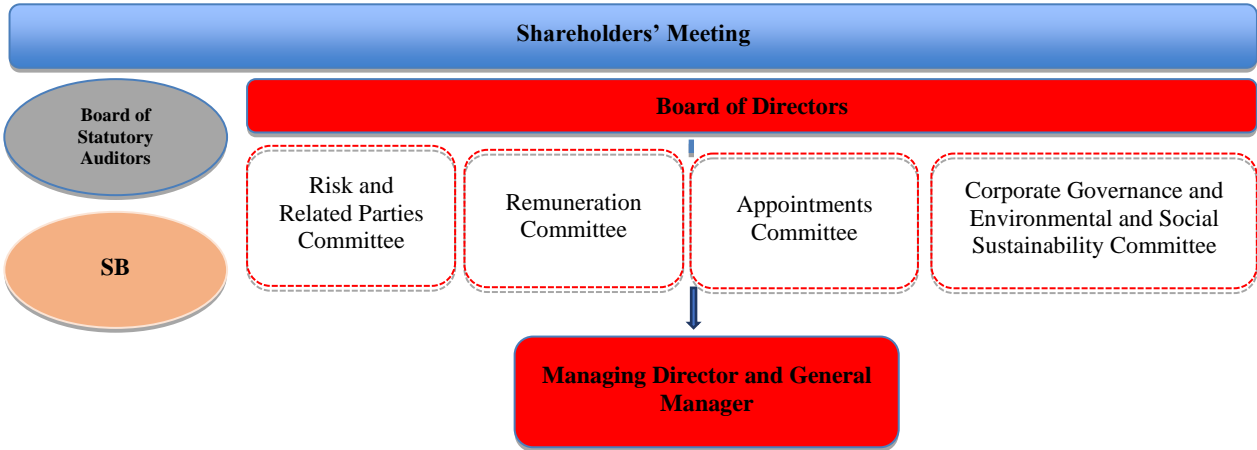 Shareholders’ Meeting
Board of
Statutory
Auditors
Board of Directors
Risk and
Related Parties
Committee
Remuneration
Committee
Appointments
Committee
Corporate Governance and
Environmental and Social
Sustainability Committee
SB
Managing Director and General
Manager